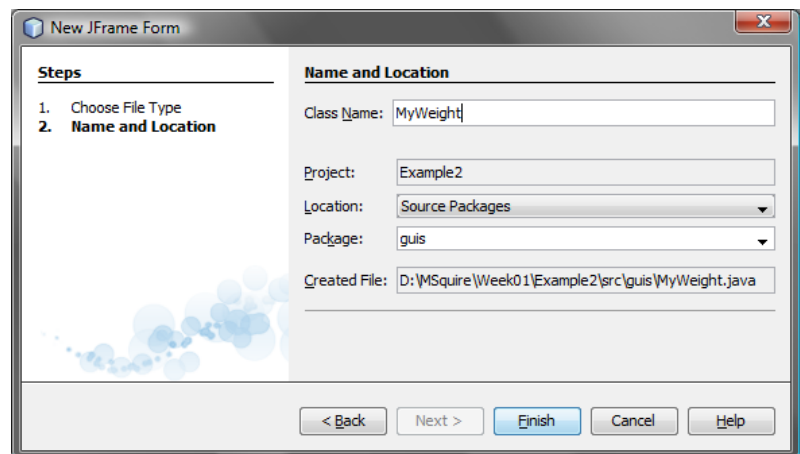 New JFrame Form
Steps
1. Choose File Type
2. Name and Location
Name and Location
Class Name: MyWeight
Project: Example2
Location: Source Packages
Package: guis
Created File: D:\MSquire\Week01\Example2\src\guis\MyWeight.java
< Back Next > Finish Cancel Help